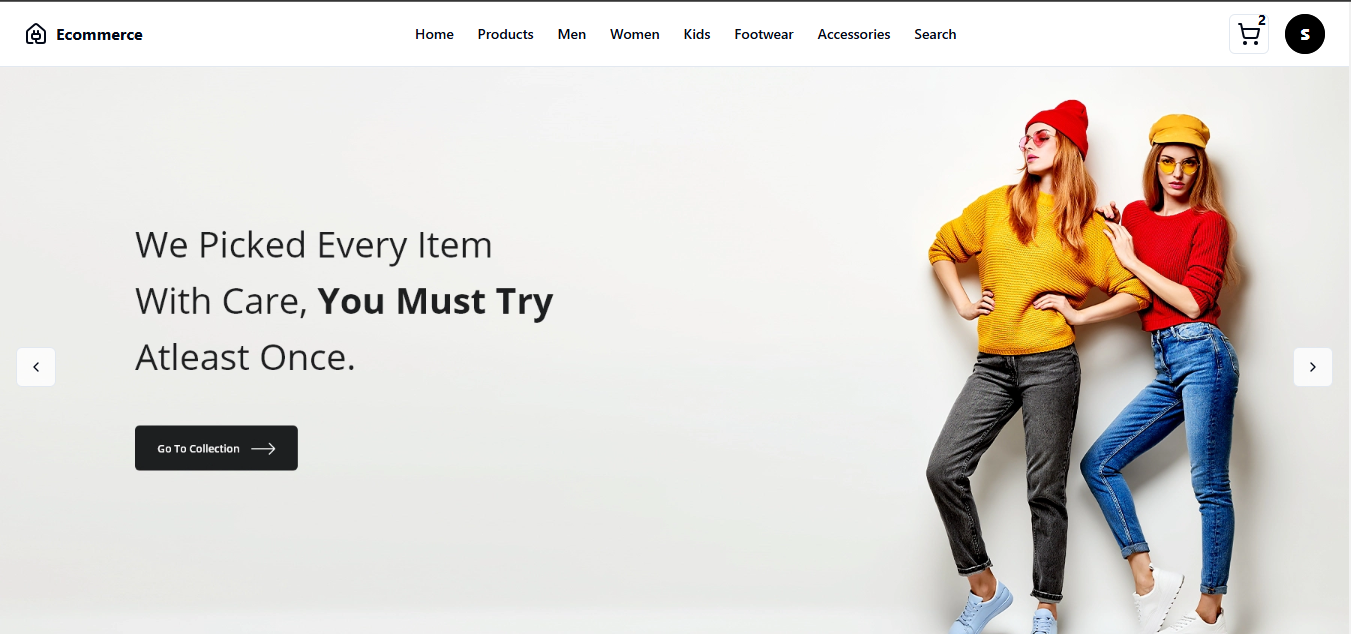 Ecommerce
Home Products Men Women Kids Footwear Accessories Search
2
S
We Picked Every Item
With Care, You Must Try
Atleast Once.
Go To Collection